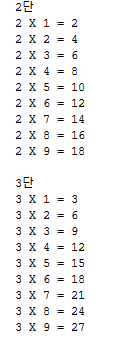 2단
2 X 1 = 2
2 X 2 = 4
2 X 3 = 6
2 X 4 = 8
2 X 5 = 10
2 X 6 = 12
2 X 7 = 14
2 X 8 = 16
2 X 9 = 18
3단
3 X 1 = 3
3 X 2 = 6
3 X 3 = 9
3 X 4 = 12
3 X 5 = 15
3 X 6 = 18
3 X 7 = 21
3 X 8 = 24
3 X 9 = 27